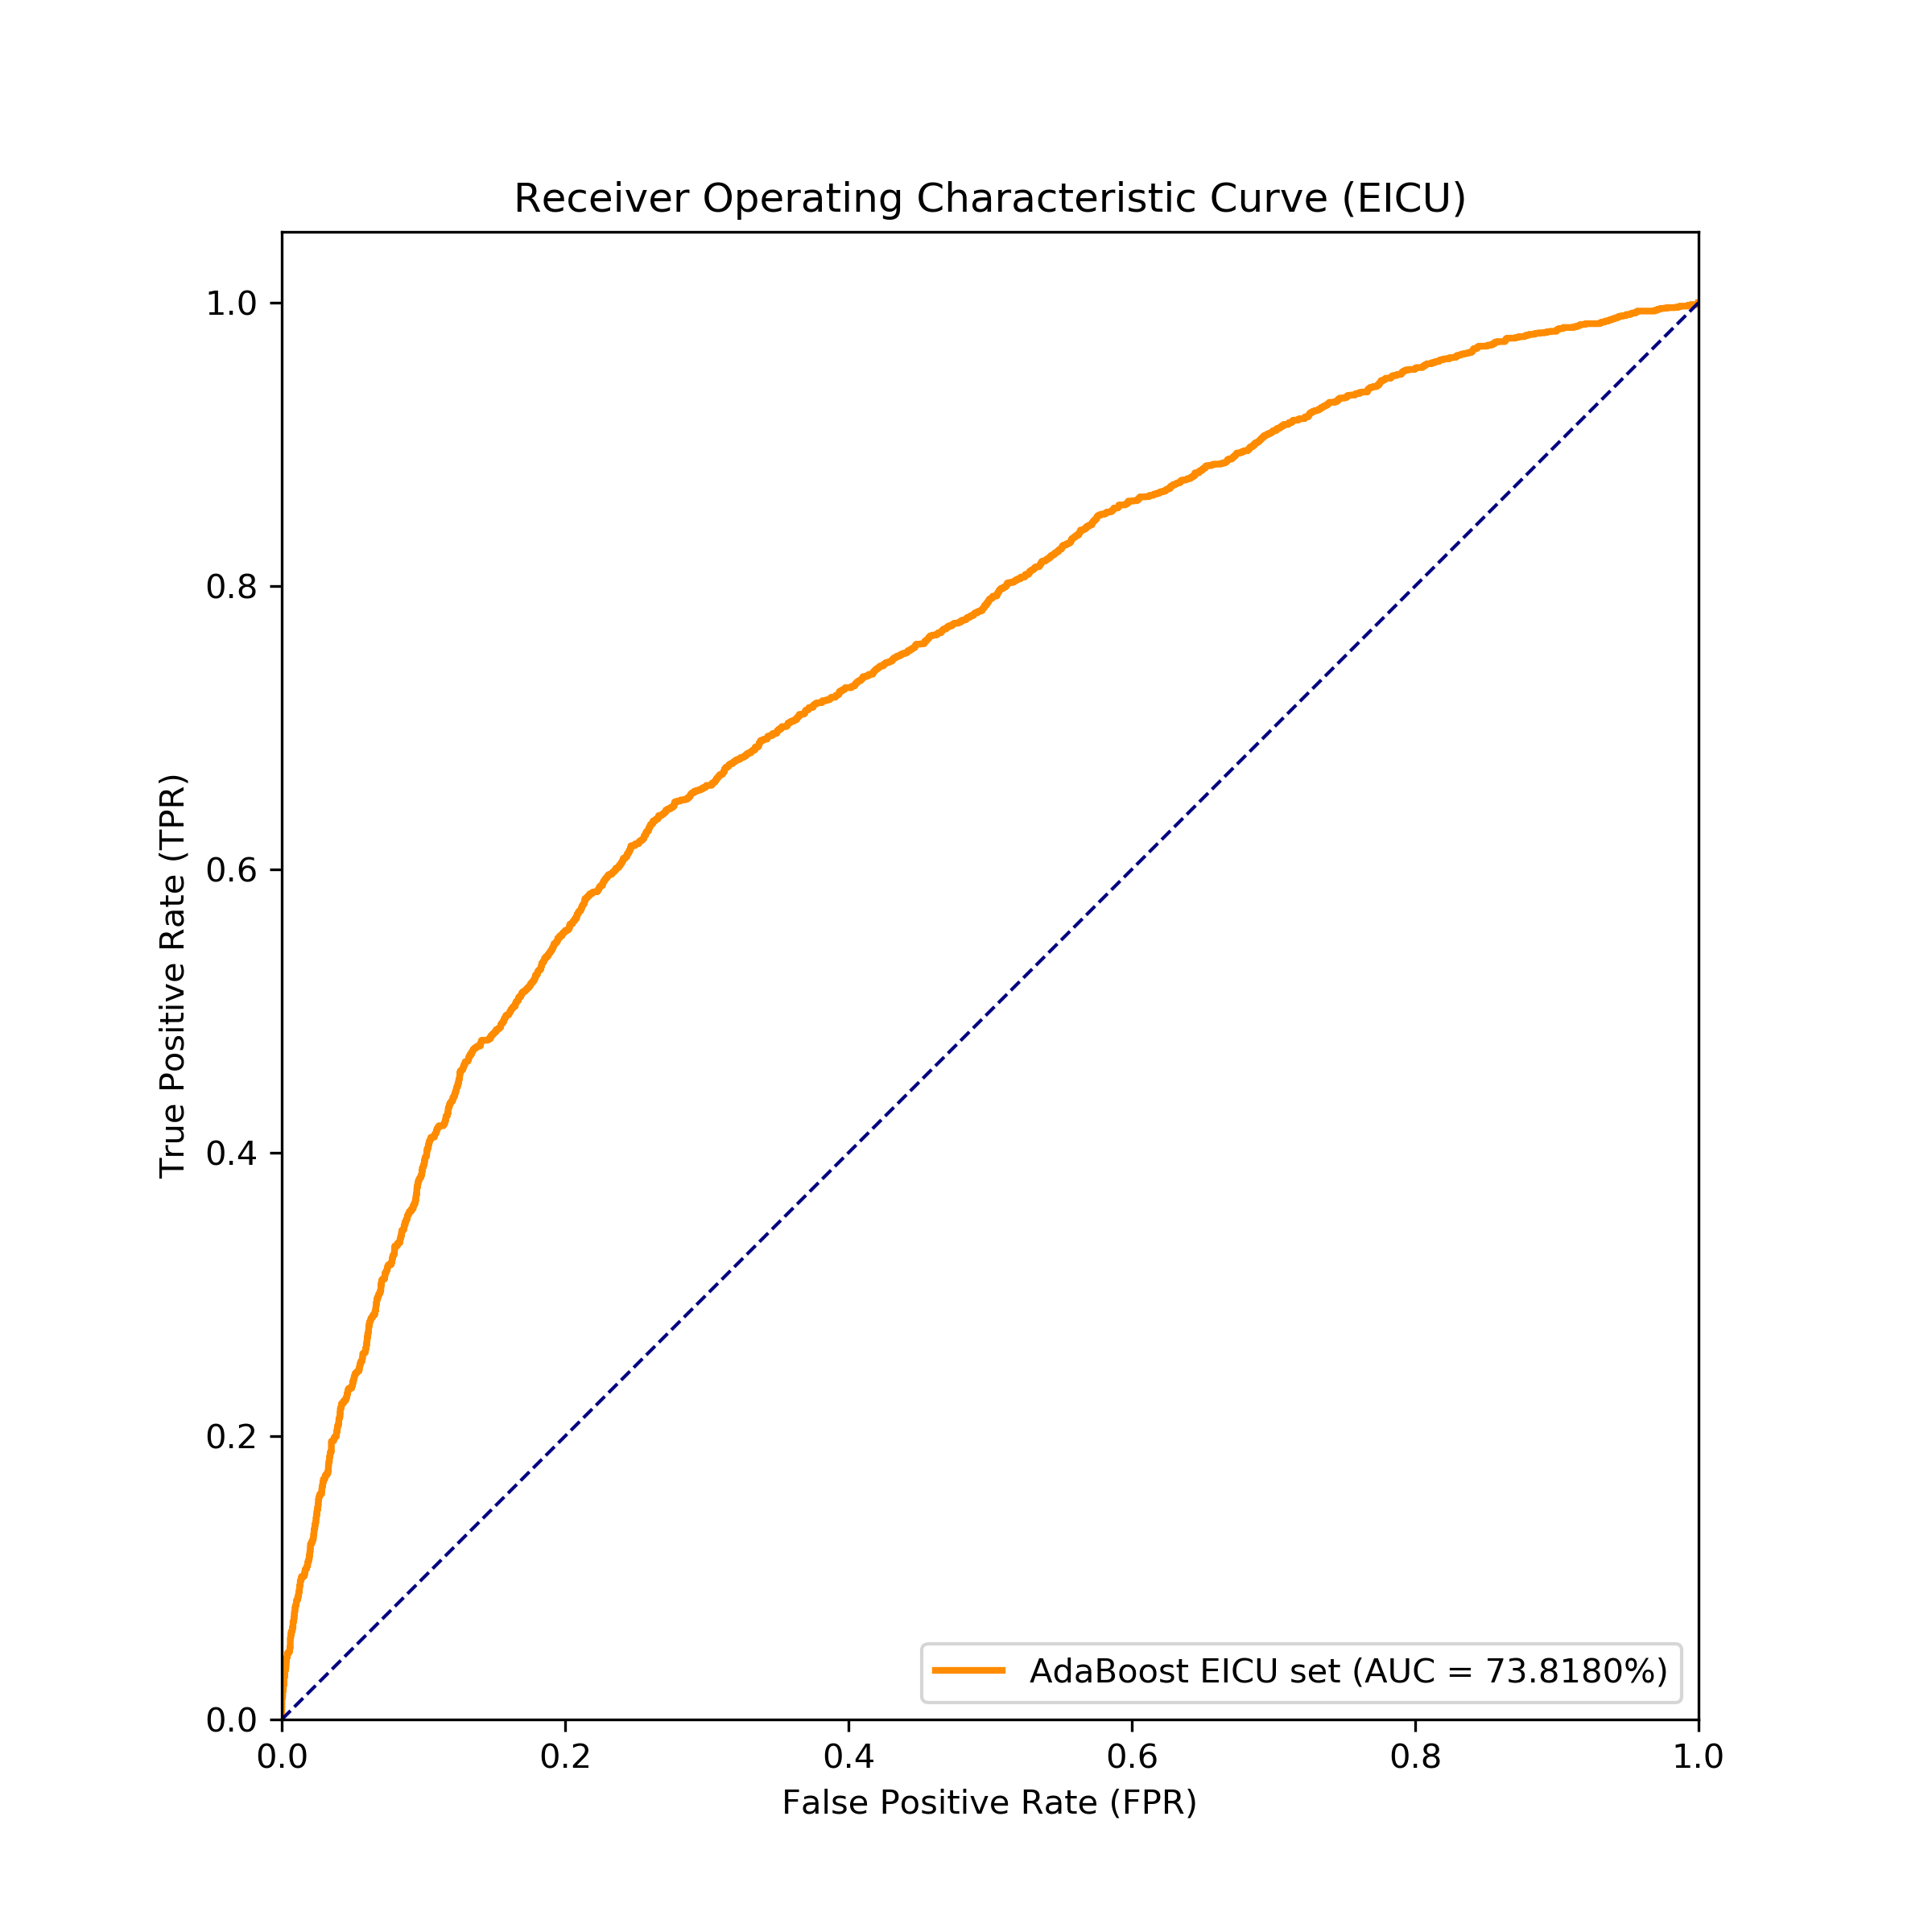 Receiver Operating Characteristic Curve (EICU)
True Positive Rate (TPR)
1.0
0.8
0.6
0.4
0.2
0.0
AdaBoost EICU set (AUC = 73.8180%)
0.0 0.2 0.4 0.6 0.8 1.0
False Positive Rate (FPR)